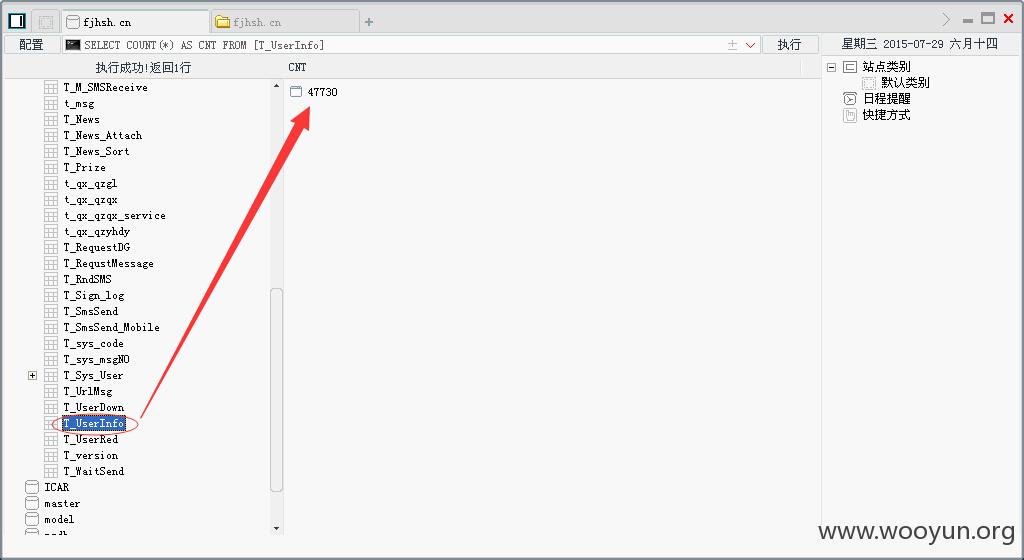 fjhsh.cn
fjhsh.cn
配置
SELECT COUNT(*) AS CNT FROM [T_UserInfo]
执行
星期三 2015-07-29 六月十四
执行成功!返回1行
CNT
47730
T_M_SMSReceive
t_msg
T_News
T_News_Attach
T_News_Sort
T_Prize
t_qx_qzgl
t_qx_qzqx
t_qx_qzqx_service
t_qx_qzyhdy
T_RequestDG
T_RequstMessage
T_RndSMS
T_Sign_log
T_SmsSend
T_SmsSend_Mobile
T_sys_code
T_sys_msgNO
T_Sys_User
T_UrlMsg
T_UserDown
T_UserInfo
T_UserRed
T_version
T_WaitSend
ICAR
master
model
站点类别
默认类别
日程提醒
快捷方式
www.wooyun.org